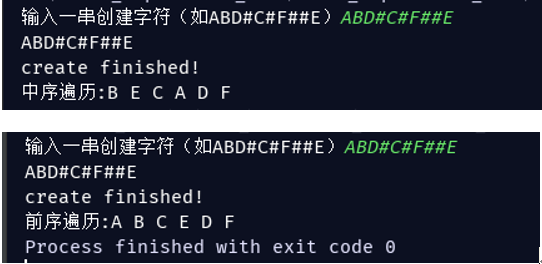 输入一串创建字符（如ABD#C#F##E）ABD#C#F##E
ABD#C#F##E
create finished!
中序遍历:B E C A D F
输入一串创建字符（如ABD#C#F##E）ABD#C#F##E
ABD#C#F##E
create finished!
前序遍历:A B C E D F
Process finished with exit code 0